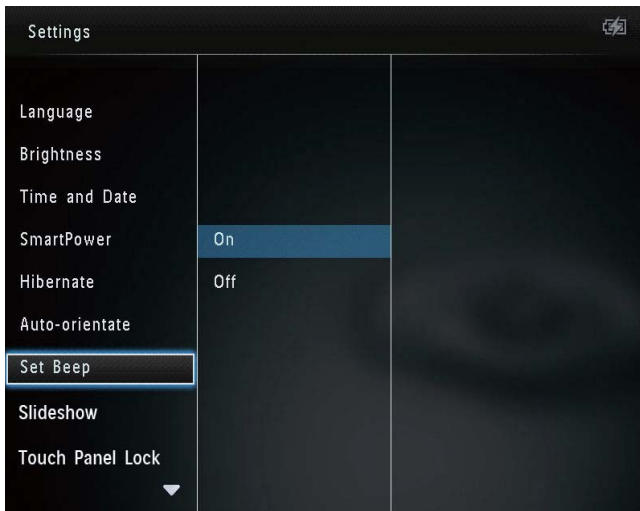 Settings
Language
Brightness
Time and Date
SmartPower
On
Hibernate
Off
Auto-orientate
Set Beep
Slideshow
Touch Panel Lock